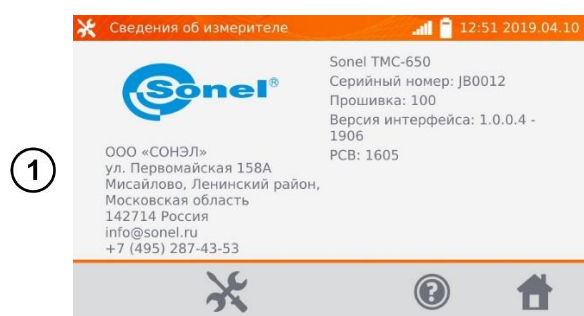 Сведения об измерителе
12:51 2019.04.10
Sonel®
Sonel TMC-650
Серийный номер: JB0012
Прошивка: 100
Версия интерфейса: 1.0.0.4 -
1906
PCB: 1605
1
ООО «СОНЭЛ»
ул. Первомайская 158А
Мисайлово, Ленинский район,
Московская область
142714 Россия
info@sonel.ru
+7 (495) 287-43-53
?